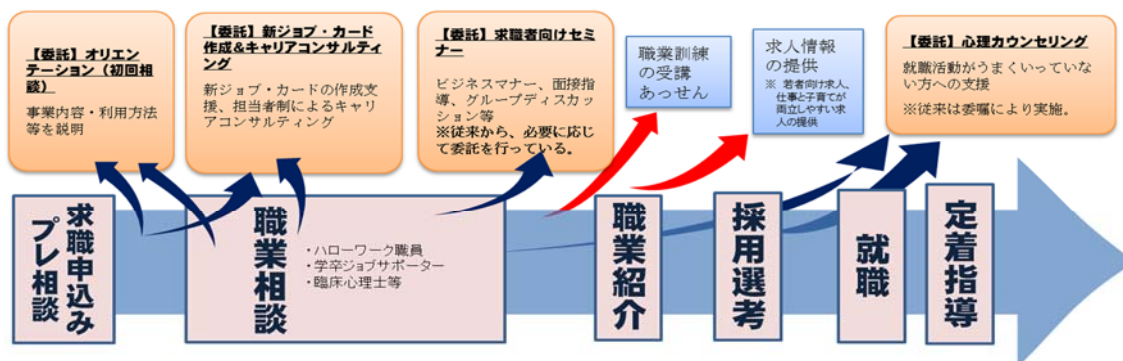 【委託】オリエン
テーション(初回相
談)
事業内容・利用方法
等を説明
【委託】新ジョブ・カード
作成&キャリアコンサルティ
ング
新ジョブ・カードの作成支
援、担当者制によるキャリ
アコンサルティング
【委託】求職者向けセミ
ナー
ビジネスマナー、面接指
導、グループディスカッ
ション等
※従来から、必要に応じ
て委託を行っている。
職業訓練
の受講
あっせん
求人情報
の提供
※ 若者向け求人、
仕事と子育てが
両立しやすい求
人の提供
【委託】心理カウンセリング
就職活動がうまくいっていな
い方への支援
※従来は委嘱により実施。
求職申込み
プレ相談
職業相談
・ハローワーク職員
・学卒ジョブサポーター
・臨床心理士等
職業紹介
採用選考
就職
定着指導